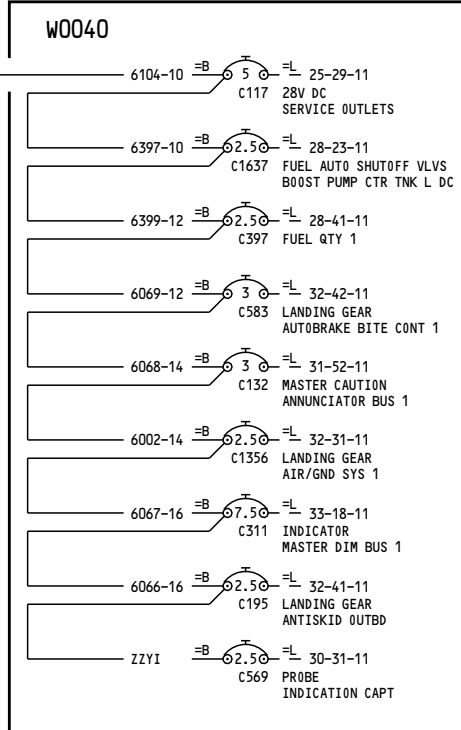 W0040
6104-10 =B 5 =L 25-29-11
C117 28V DC
SERVICE OUTLETS
6397-10 =B 2.5 =L 28-23-11
C1637 FUEL AUTO SHUTOFF VLVS
BOOST PUMP CTR TNK L DC
6399-12 =B 2.5 =L 28-41-11
C397 FUEL QTY 1
6069-12 =B 3 =L 32-42-11
C583 LANDING GEAR
AUTOBRAKE BITE CONT 1
6068-14 =B 3 =L 31-52-11
C132 MASTER CAUTION
ANNUNCIATOR BUS 1
6002-14 =B 2.5 =L 32-31-11
C1356 LANDING GEAR
AIR/GND SYS 1
6067-16 =B 7.5 =L 33-18-11
C311 INDICATOR
MASTER DIM BUS 1
6066-16 =B 2.5 =L 32-41-11
C195 LANDING GEAR
ANTISKID OUTBD
ZZYI =B 2.5 =L 30-31-11
C569 PROBE
INDICATION CAPT